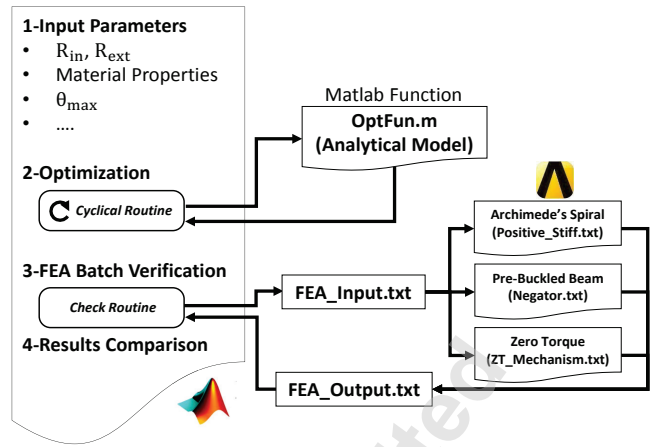 1-Input Parameters
• R_in, R_ext
• Material Properties
• θ_max
• ....
2-Optimization
Cyclical Routine
3-FEA Batch Verification
Check Routine
4-Results Comparison
Matlab Function
OptFun.m
(Analytical Model)
FEA_Input.txt
FEA_Output.txt
Archimede's Spiral
(Positive_Stiff.txt)
Pre-Buckled Beam
(Negator.txt)
Zero Torque
(ZT_Mechanism.txt)